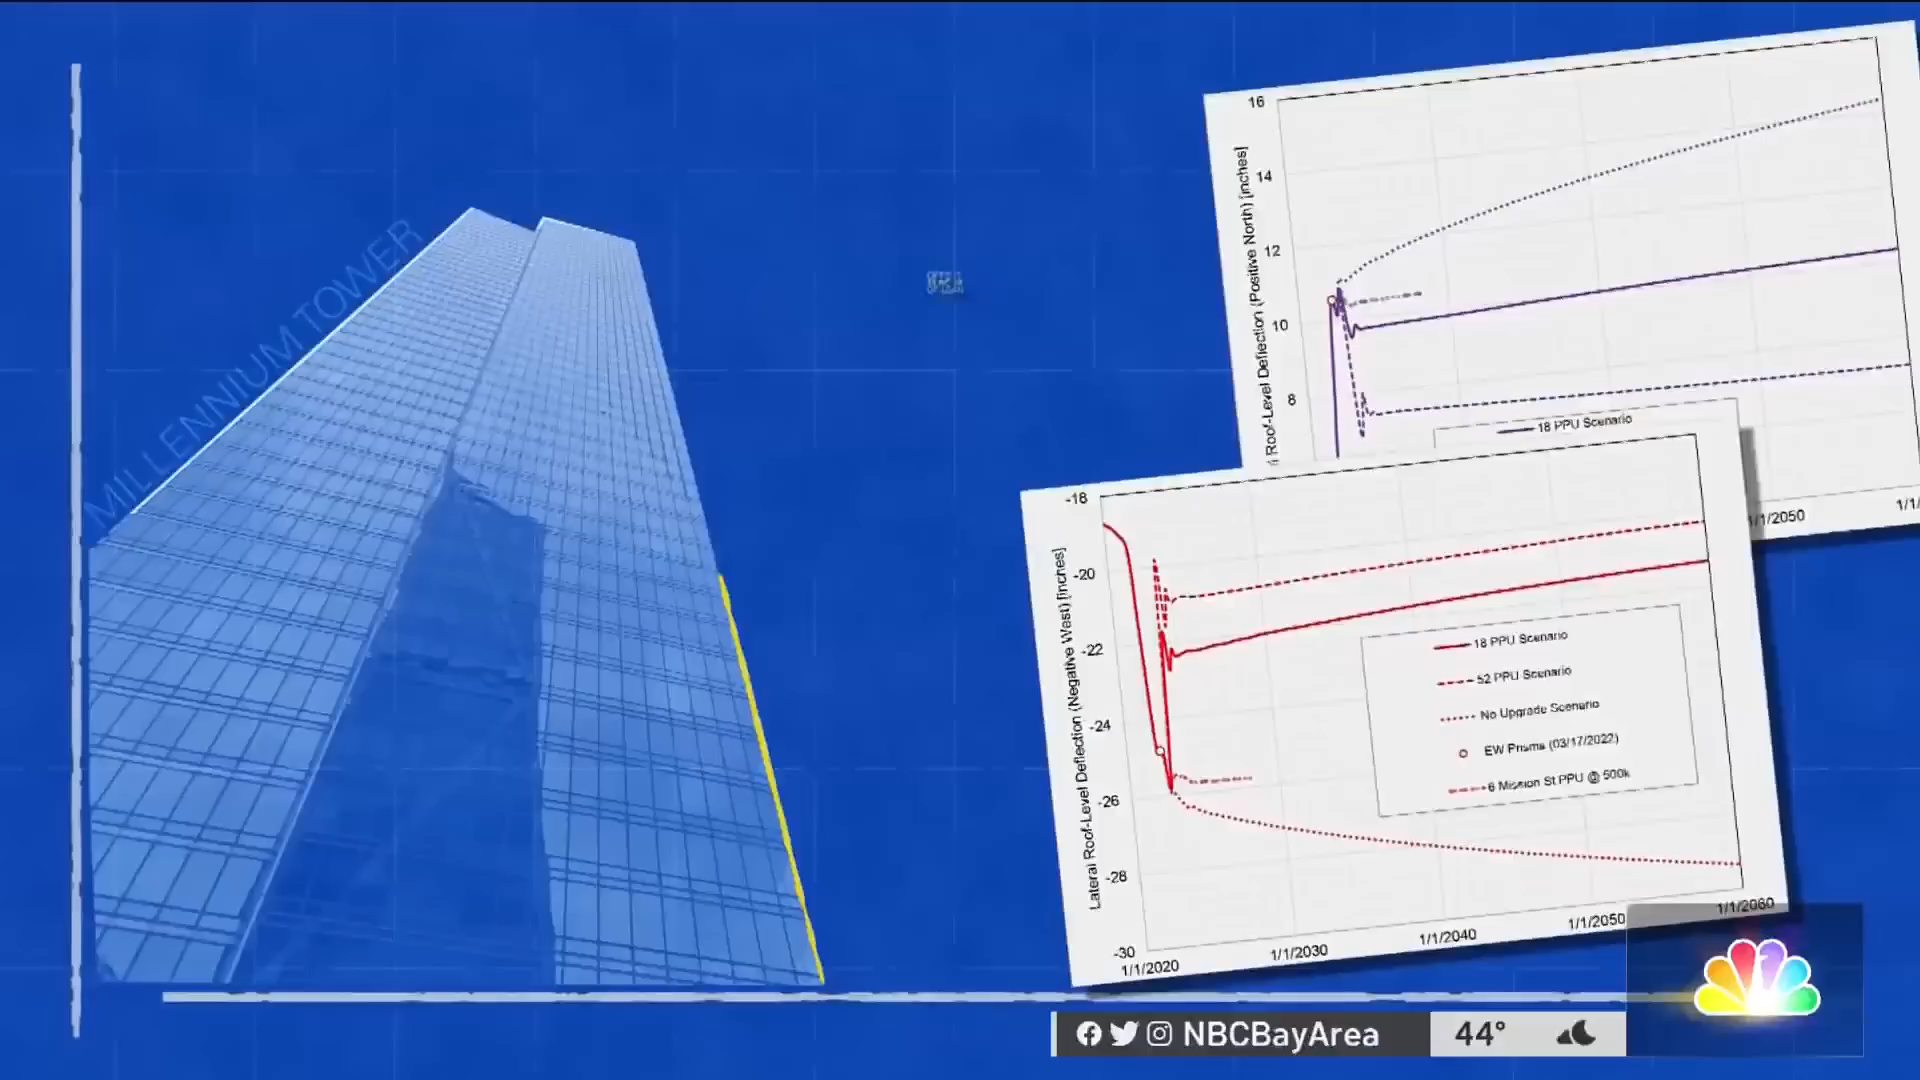 MILLENNIUM TOWER
16
14
12
10
8
Roof-Level Deflection (Positive North) [inches]
18 PPU Scenario
1/1/2050
-18
-20
-22
-24
-26
-28
-30
Lateral Roof-Level Deflection (Negative West) [inches]
18 PPU Scenario
52 PPU Scenario
No Upgrade Scenario
EW Prisms (03/17/2022)
6 Mission St PPU @ 500k
1/1/2020
1/1/2030
1/1/2040
1/1/2050
1/1/2060
NBCBayArea
44°